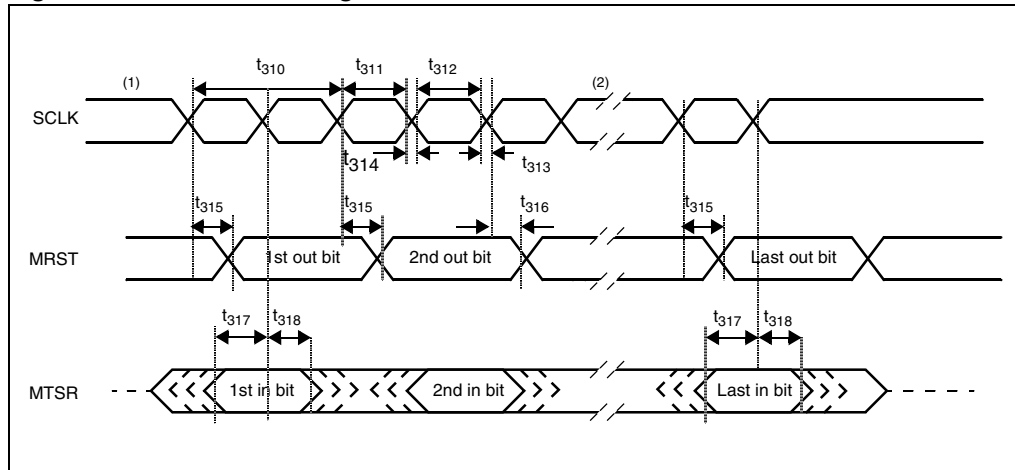 (1)
t310
t311
t312
(2)
SCLK
t314
t313
t315
t315
t316
t315
MRST
1st out bit
2nd out bit
Last out bit
t317
t318
t317
t318
MTSR
1st in bit
2nd in bit
Last in bit